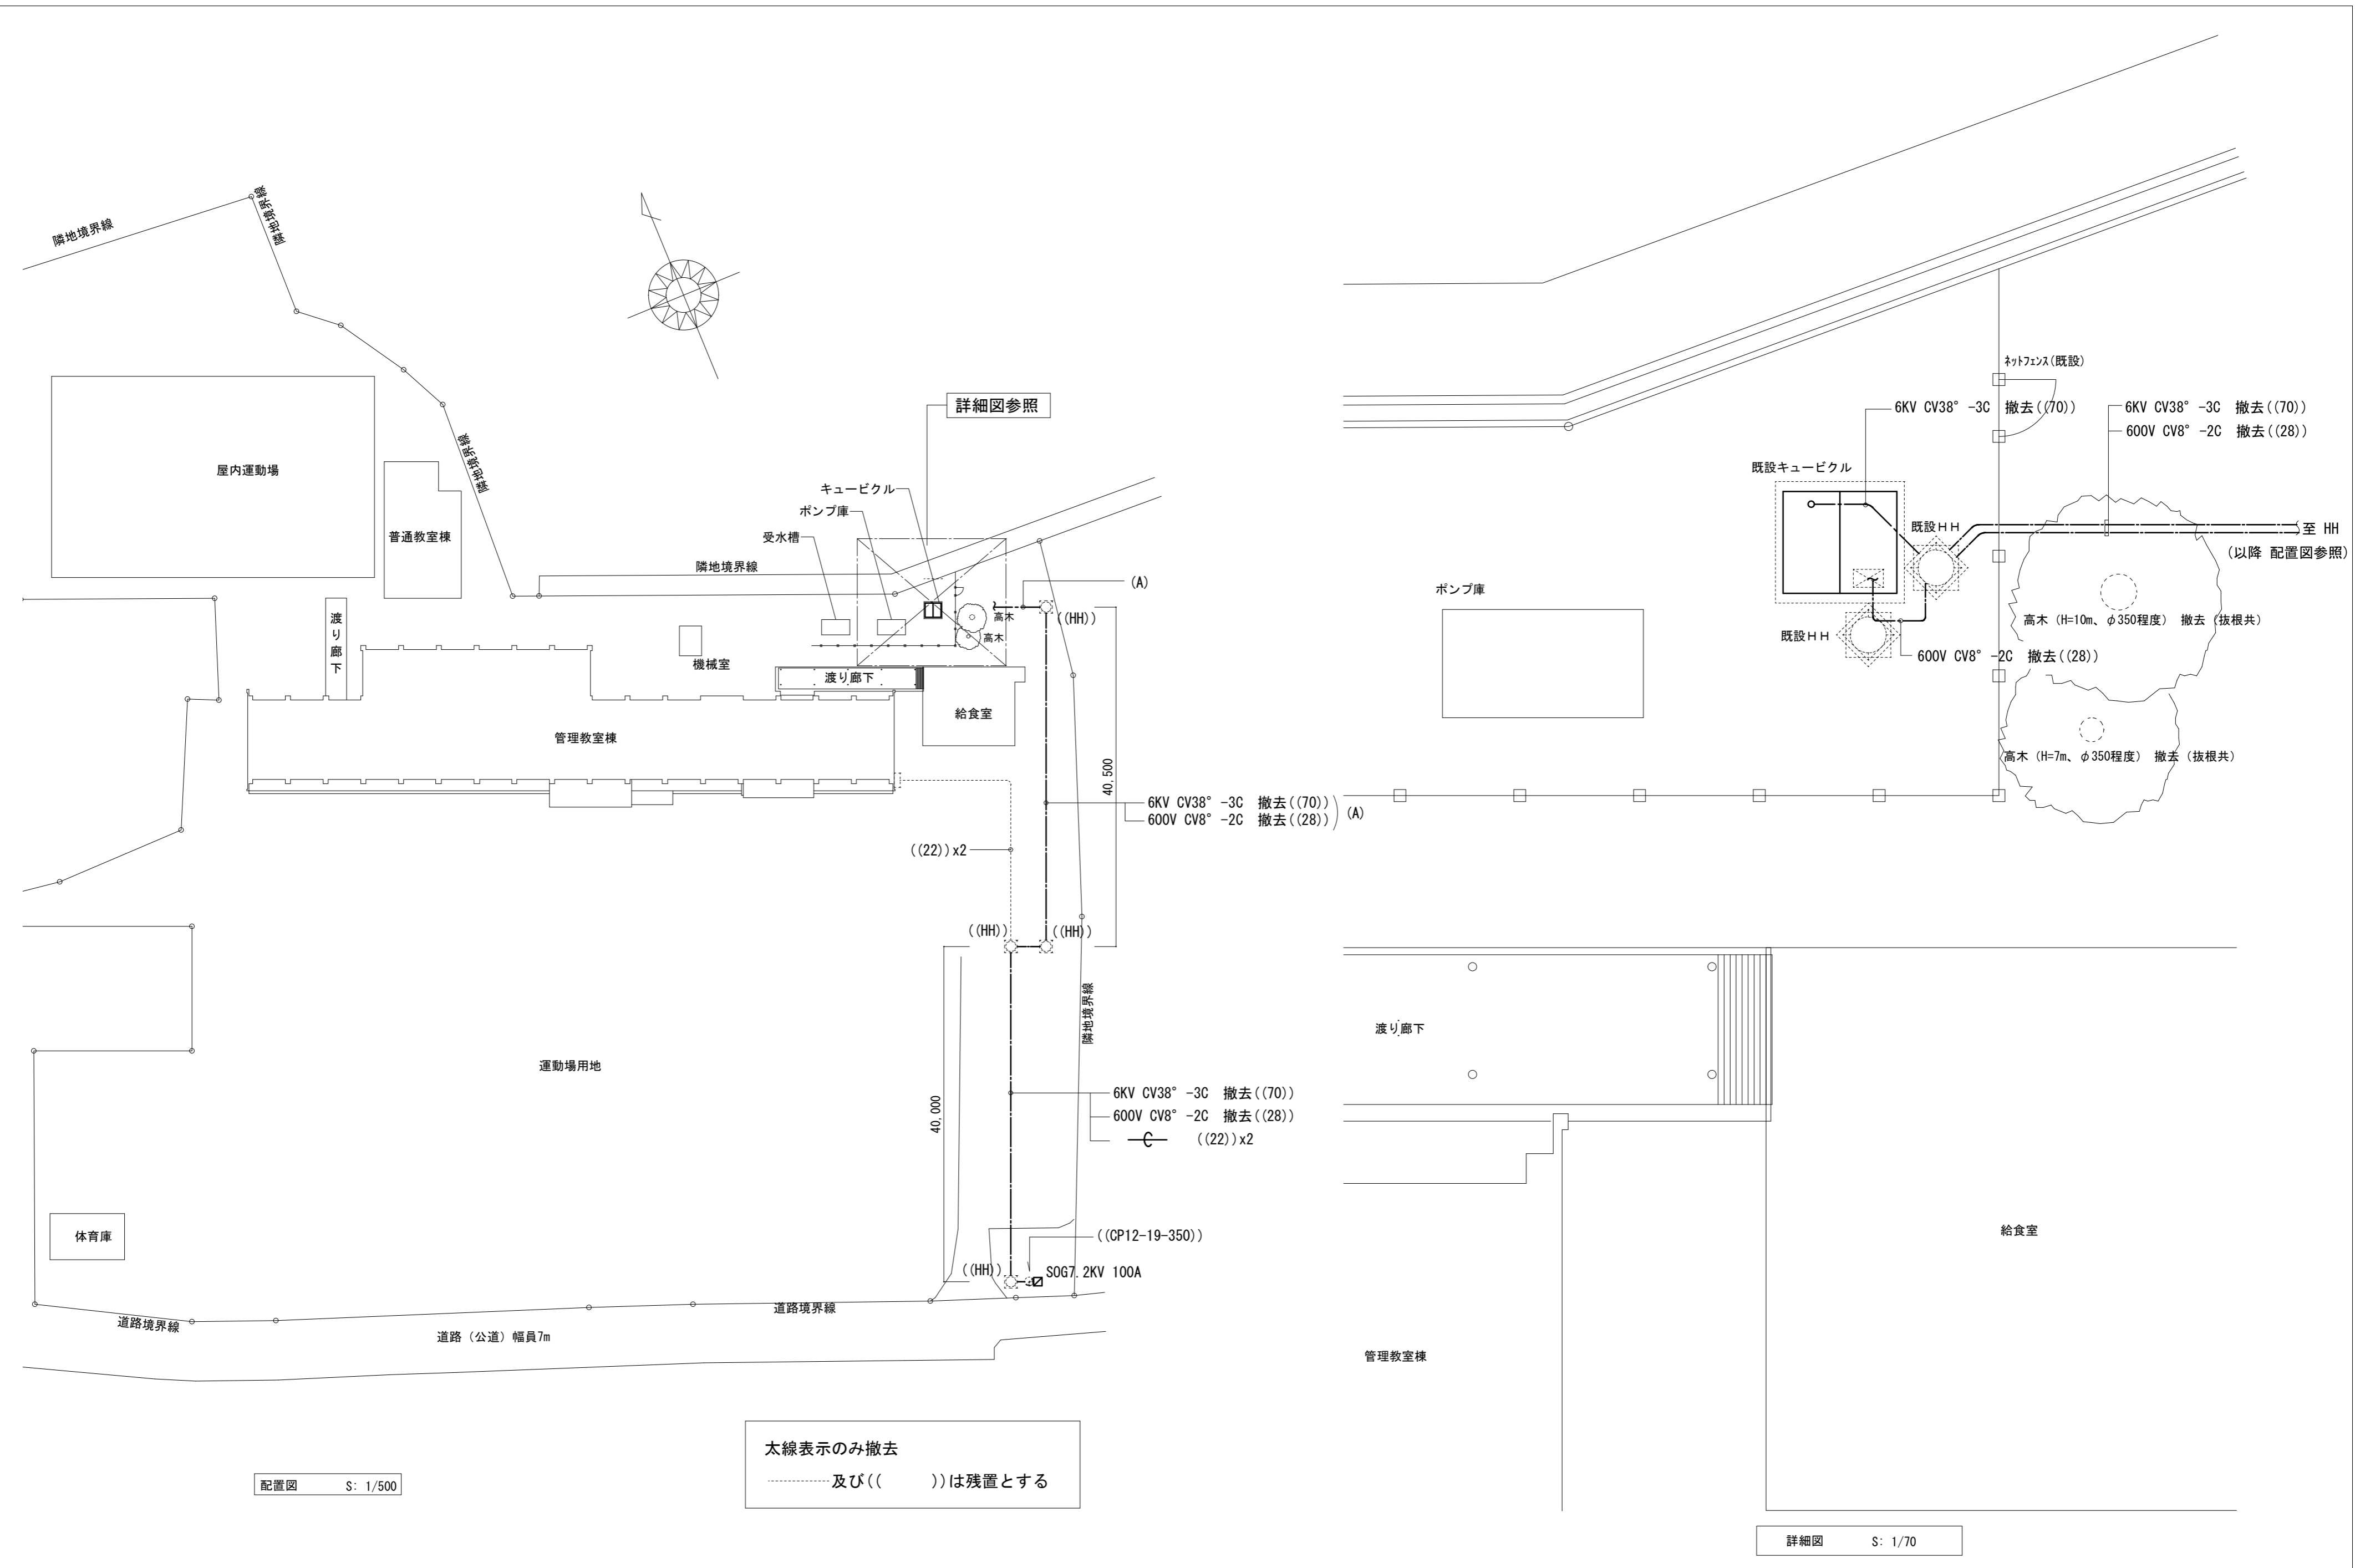 隣地境界線
隣地境界線
隣地境界線
屋内運動場
普通教室棟
渡り廊下
詳細図参照
キュービクル
ポンプ庫
受水槽
隣地境界線
(A)
((HH))
高木
高木
機械室
渡り廊下
給食室
管理教室棟
40,500
6KV CV38° -3C 撤去((70))
600V CV8° -2C 撤去((28))
(A)
((22))x2
((HH))
((HH))
隣地境界線
運動場用地
40,000
6KV CV38° -3C 撤去((70))
600V CV8° -2C 撤去((28))
((22))x2
体育庫
((CP12-19-350))
((HH))
SOG7.2KV 100A
道路境界線
道路境界線
道路（公道）幅員7m
太線表示のみ撤去
及び(( ))は残置とする
配置図 S: 1/500
ネットフェンス(既設)
6KV CV38° -3C 撤去((70))
6KV CV38° -3C 撤去((70))
600V CV8° -2C 撤去((28))
既設キュービクル
既設HH
至 HH
(以降 配置図参照)
ポンプ庫
高木（H=10m、φ350程度） 撤去（抜根共）
既設HH
600V CV8° -2C 撤去((28))
高木（H=7m、φ350程度） 撤去（抜根共）
渡り廊下
給食室
管理教室棟
詳細図 S: 1/70